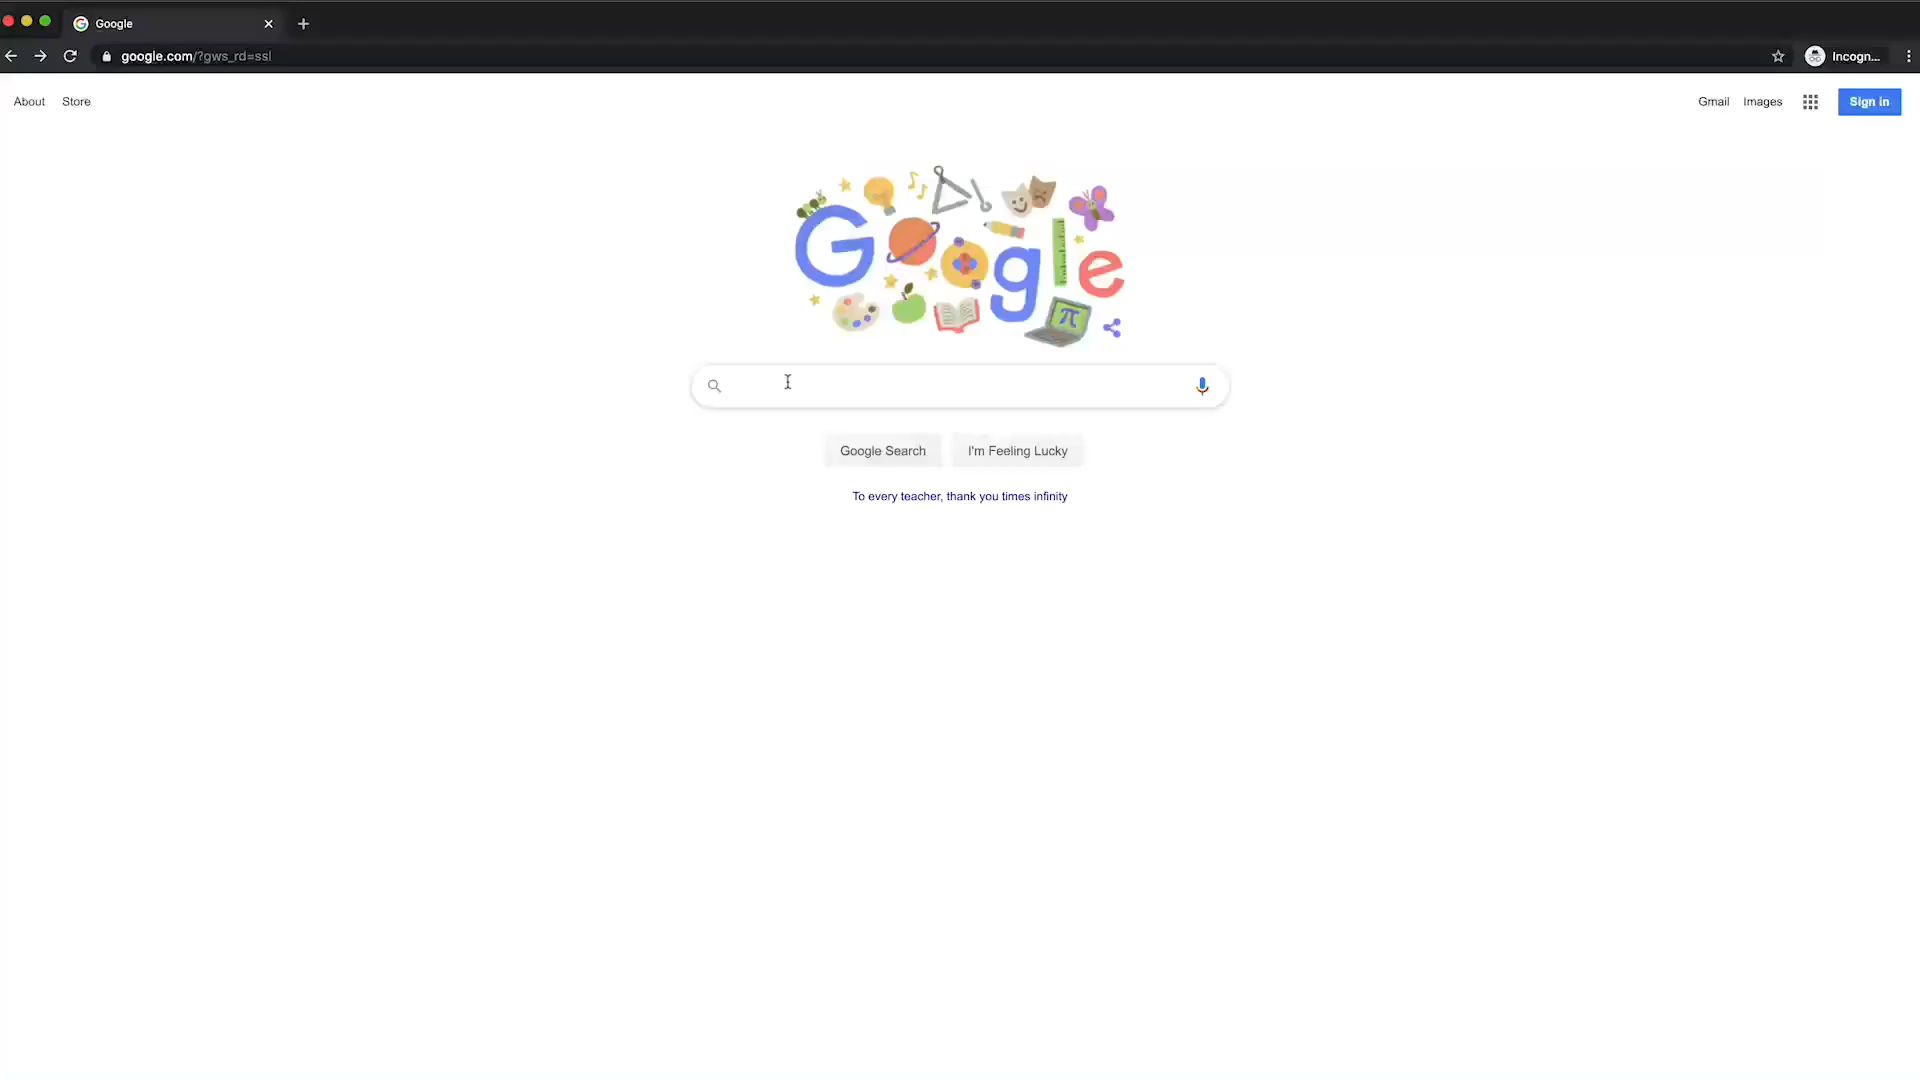 Google
google.com/?gws_rd=ssl
Incogn...
About Store
Gmail Images Sign in
Google
π
Google Search I'm Feeling Lucky
To every teacher, thank you times infinity